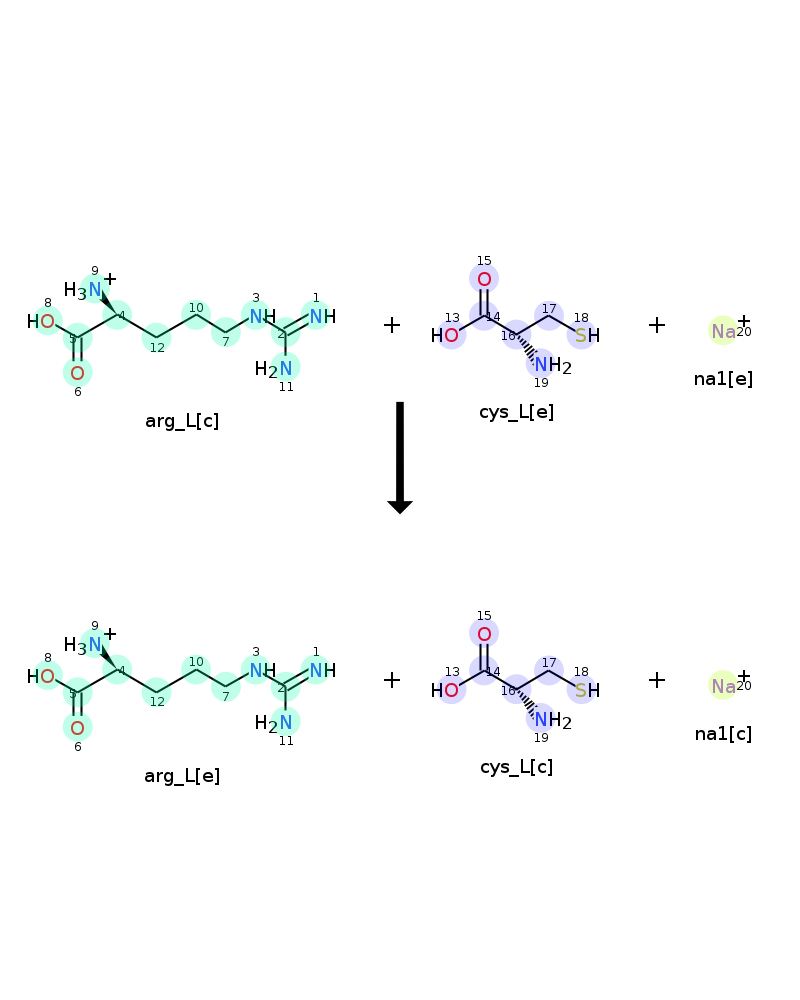 15
9
H3N+
O
8
10
3
1
13
14
17
18
HO
4
NH
NH
+
HO
16
SH
+
Na+
20
5
12
7
2
O
6
H2N
11
NH2
19
na1[e]
arg_L[c]
cys_L[e]
15
9
H3N+
O
8
10
3
1
13
14
17
18
HO
4
NH
NH
+
HO
16
SH
+
Na+
20
5
12
7
2
O
6
H2N
11
NH2
19
na1[c]
arg_L[e]
cys_L[c]